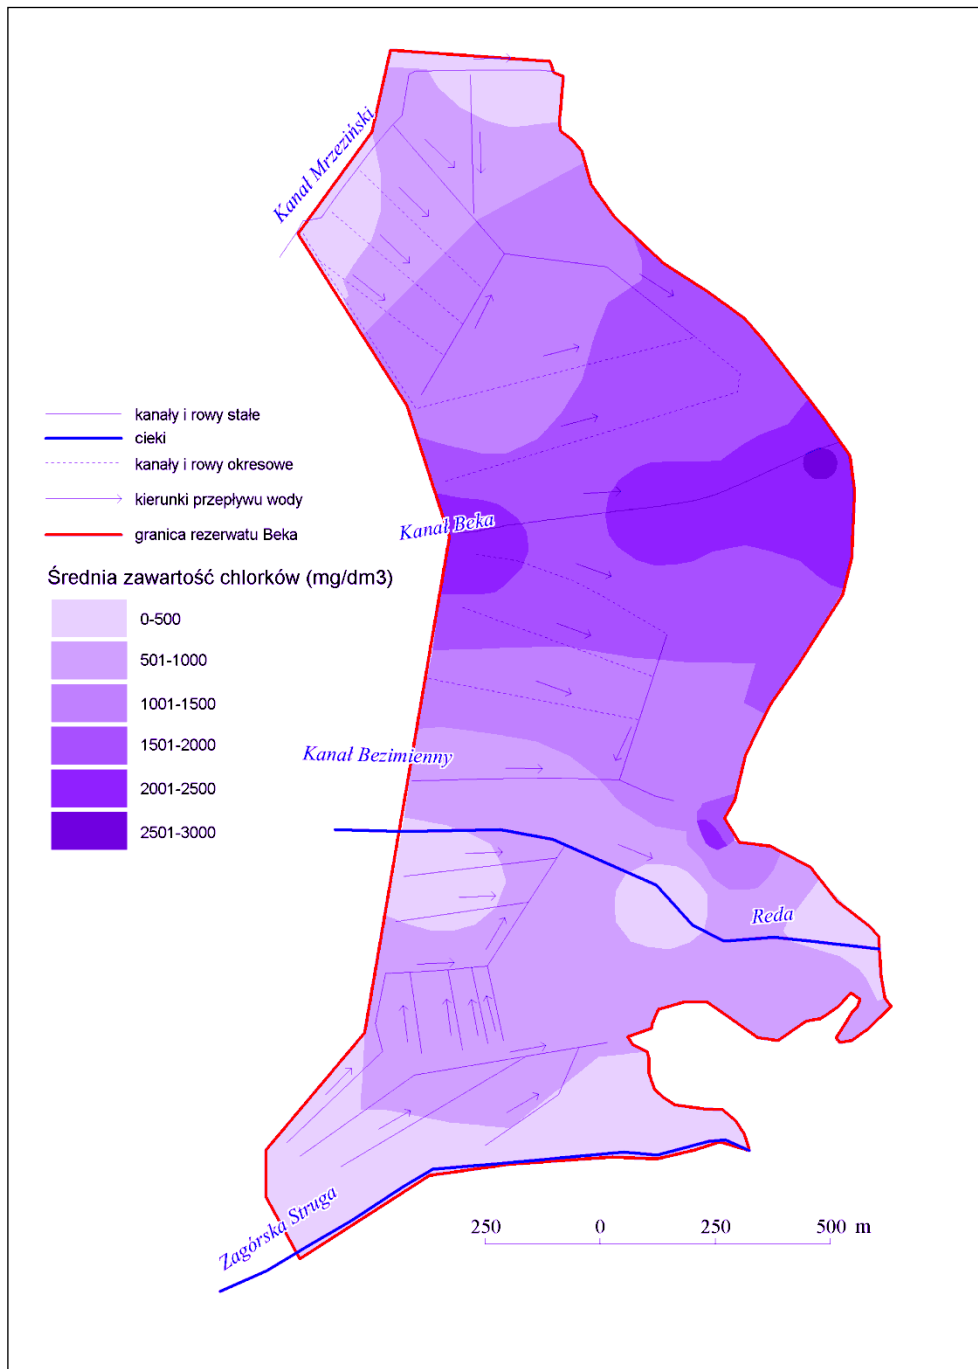 Kanał Mrzeziński
kanały i rowy stałe
cieki
kanały i rowy okresowe
kierunki przepływu wody
granica rezerwatu Beka
Kanał Beka
Średnia zawartość chlorków (mg/dm3)
0-500
501-1000
1001-1500
1501-2000
2001-2500
2501-3000
Kanał Bezimienny
Reda
Zagórska Struga
250 0 250 500 m